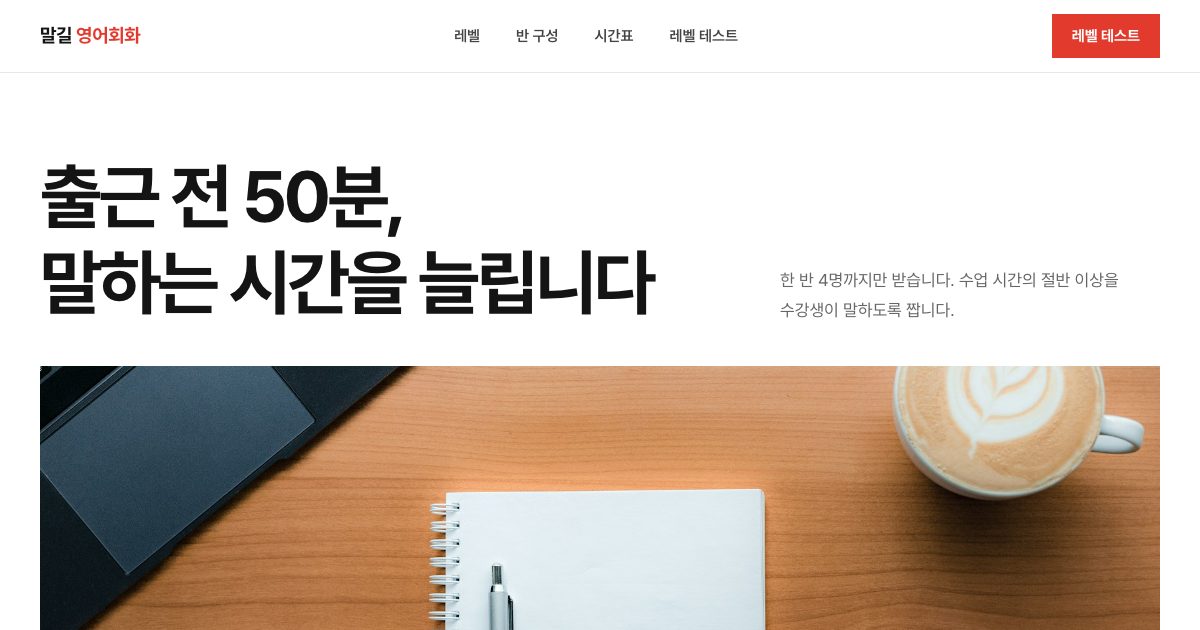 말길 영어회화
레벨
반 구성
시간표
레벨 테스트
레벨 테스트
출근 전 50분,
말하는 시간을 늘립니다
한 반 4명까지만 받습니다. 수업 시간의 절반 이상을
수강생이 말하도록 짭니다.